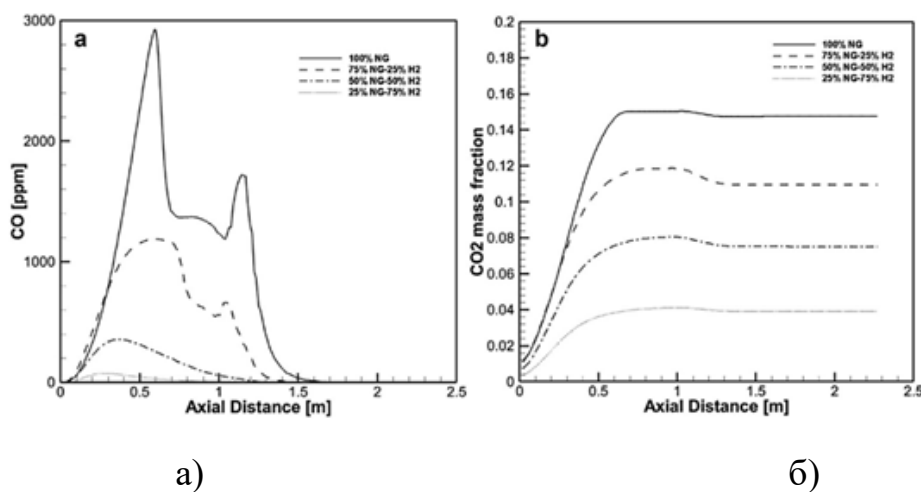 a
100% NG
75% NG-25% H2
50% NG-50% H2
25% NG-75% H2
CO [ppm]
3000
2000
1000
0
0
0.5
1
1.5
2
2.5
Axial Distance [m]
b
100% NG
75% NG-25% H2
50% NG-50% H2
25% NG-75% H2
CO2 mass fraction
0.2
0.18
0.16
0.14
0.12
0.1
0.08
0.06
0.04
0.02
0
0
0.5
1
1.5
2
2.5
Axial Distance [m]
а)
б)